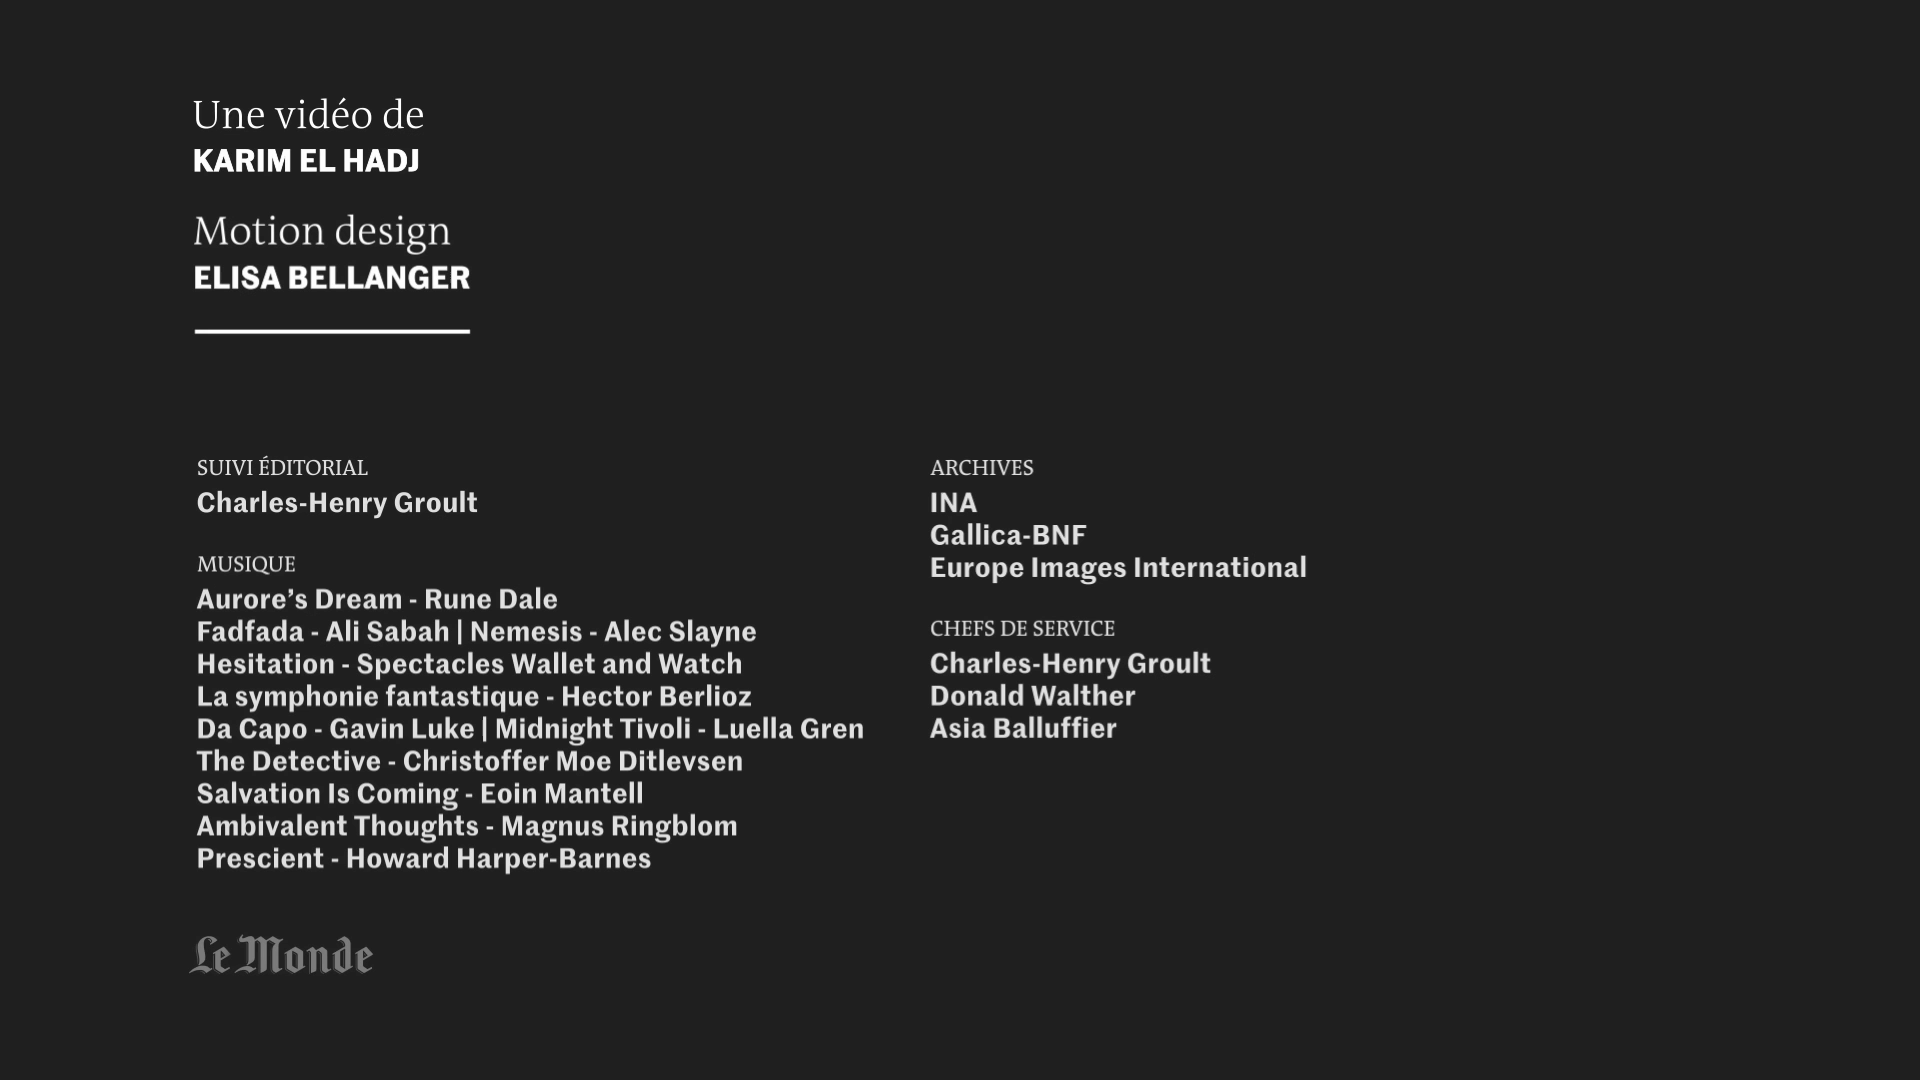 Une vidéo de
KARIM EL HADJ
Motion design
ELISA BELLANGER
SUIVI ÉDITORIAL
Charles-Henry Groult
MUSIQUE
Aurore’s Dream - Rune Dale
Fadfada - Ali Sabah | Nemesis - Alec Slayne
Hesitation - Spectacles Wallet and Watch
La symphonie fantastique - Hector Berlioz
Da Capo - Gavin Luke | Midnight Tivoli - Luella Gren
The Detective - Christoffer Moe Ditlevsen
Salvation Is Coming - Eoin Mantell
Ambivalent Thoughts - Magnus Ringblom
Prescient - Howard Harper-Barnes
ARCHIVES
INA
Gallica-BNF
Europe Images International
CHEFS DE SERVICE
Charles-Henry Groult
Donald Walther
Asia Balluffier
Le Monde